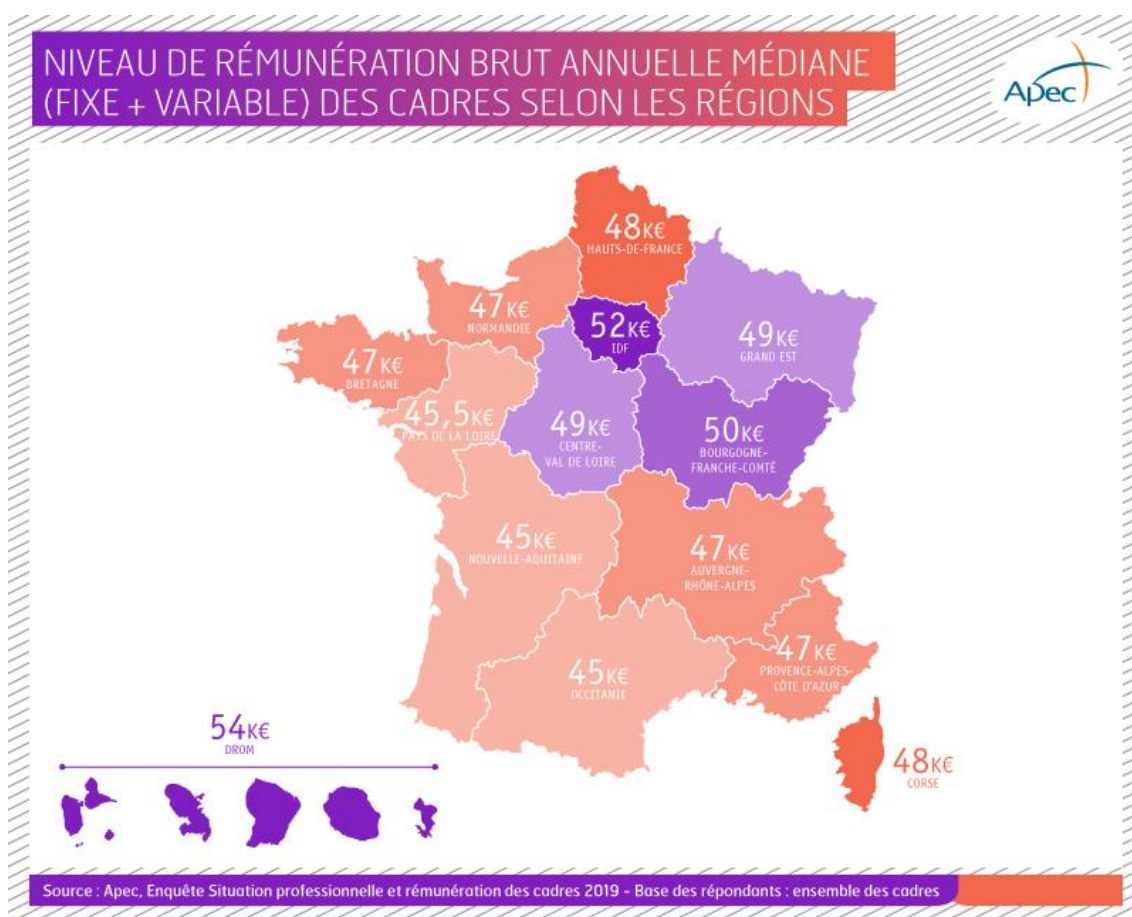 NIVEAU DE RÉMUNÉRATION BRUT ANNUELLE MÉDIANE
(FIXE + VARIABLE) DES CADRES SELON LES RÉGIONS
Apec
48K€
HAUTS-DE-FRANCE
47K€
NORMANDIE
52K€
IDF
49K€
GRAND EST
47K€
BRETAGNE
45,5K€
PAYS DE LA LOIRE
49K€
CENTRE-
VAL DE LOIRE
50K€
BOURGOGNE-
FRANCHE-COMTÉ
45K€
NOUVELLE-AQUITAINE
47K€
AUVERGNE-
RHÔNE-ALPES
45K€
OCCITANIE
47K€
PROVENCE-ALPES-
CÔTE D'AZUR
54K€
DROM
48K€
CORSE
Source : Apec, Enquête Situation professionnelle et rémunération des cadres 2019 - Base des répondants : ensemble des cadres